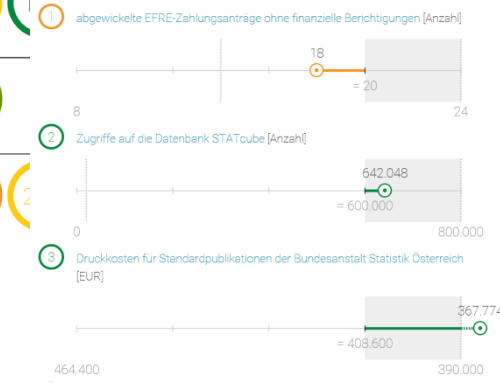 1 abgewickelte EFRE-Zahlungsanträge ohne finanzielle Berichtigungen [Anzahl]
18
= 20
8 24
2 Zugriffe auf die Datenbank STATcube [Anzahl]
642.048
= 600.000
0 800.000
3 Druckkosten für Standardpublikationen der Bundesanstalt Statistik Österreich
[EUR]
367.774
= 408.600
464.400 390.000